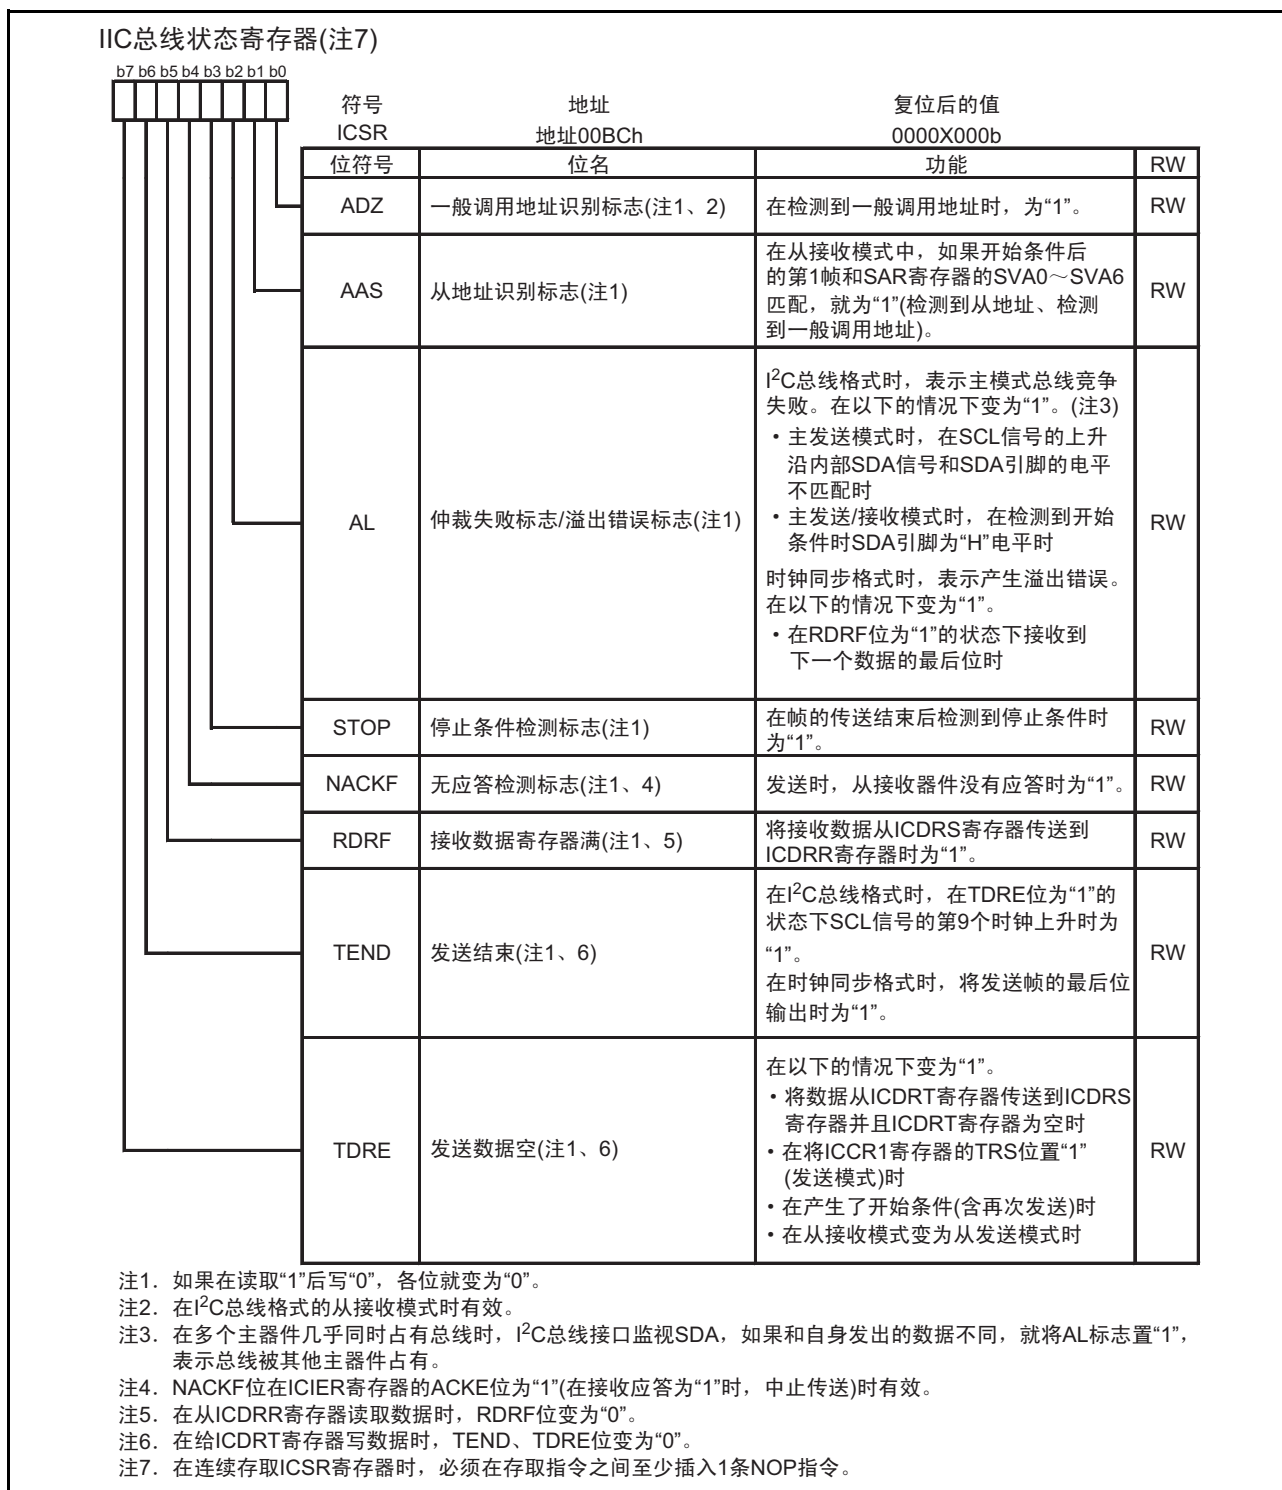 IIC总线状态寄存器(注7)
b7 b6 b5 b4 b3 b2 b1 b0
符号 地址 复位后的值
ICSR 地址00BCh 0000X000b
位符号 位名 功能 RW
ADZ 一般调用地址识别标志(注1、2) 在检测到一般调用地址时，为“1”。 RW
在从接收模式中，如果开始条件后
的第1帧和SAR寄存器的SVA0～SVA6
AAS 从地址识别标志(注1) RW
匹配，就为“1”(检测到从地址、检测
到一般调用地址)。
I2C总线格式时，表示主模式总线竞争
失败。在以下的情况下变为“1”。(注3)
・主发送模式时，在SCL信号的上升
沿内部SDA信号和SDA引脚的电平
不匹配时
AL 仲裁失败标志/溢出错误标志(注1) ・主发送/接收模式时，在检测到开始 RW
条件时SDA引脚为“H”电平时
时钟同步格式时，表示产生溢出错误。
在以下的情况下变为“1”。
・在RDRF位为“1”的状态下接收到
下一个数据的最后位时
STOP 停止条件检测标志(注1) 在帧的传送结束后检测到停止条件时 RW
为“1”。
NACKF 无应答检测标志(注1、4) 发送时，从接收器件没有应答时为“1”。 RW
RDRF 接收数据寄存器满(注1、5) 将接收数据从ICDRS寄存器传送到 RW
ICDRR寄存器时为“1”。
在I2C总线格式时，在TDRE位为“1”的
状态下SCL信号的第9个时钟上升时为
TEND 发送结束(注1、6) “1”。 RW
在时钟同步格式时，将发送帧的最后位
输出时为“1”。
在以下的情况下变为“1”。
・将数据从ICDRT寄存器传送到ICDRS
寄存器并且ICDRT寄存器为空时
TDRE 发送数据空(注1、6) ・在将ICCR1寄存器的TRS位置“1” RW
(发送模式)时
・在产生了开始条件(含再次发送)时
・在从接收模式变为从发送模式时
注1．如果在读取“1”后写“0”，各位就变为“0”。
注2．在I2C总线格式的从接收模式时有效。
注3．在多个主器件几乎同时占有总线时，I2C总线接口监视SDA，如果和自身发出的数据不同，就将AL标志置“1”，
表示总线被其他主器件占有。
注4．NACKF位在ICIER寄存器的ACKE位为“1”(在接收应答为“1”时，中止传送)时有效。
注5．在从ICDRR寄存器读取数据时，RDRF位变为“0”。
注6．在给ICDRT寄存器写数据时，TEND、TDRE位变为“0”。
注7．在连续存取ICSR寄存器时，必须在存取指令之间至少插入1条NOP指令。